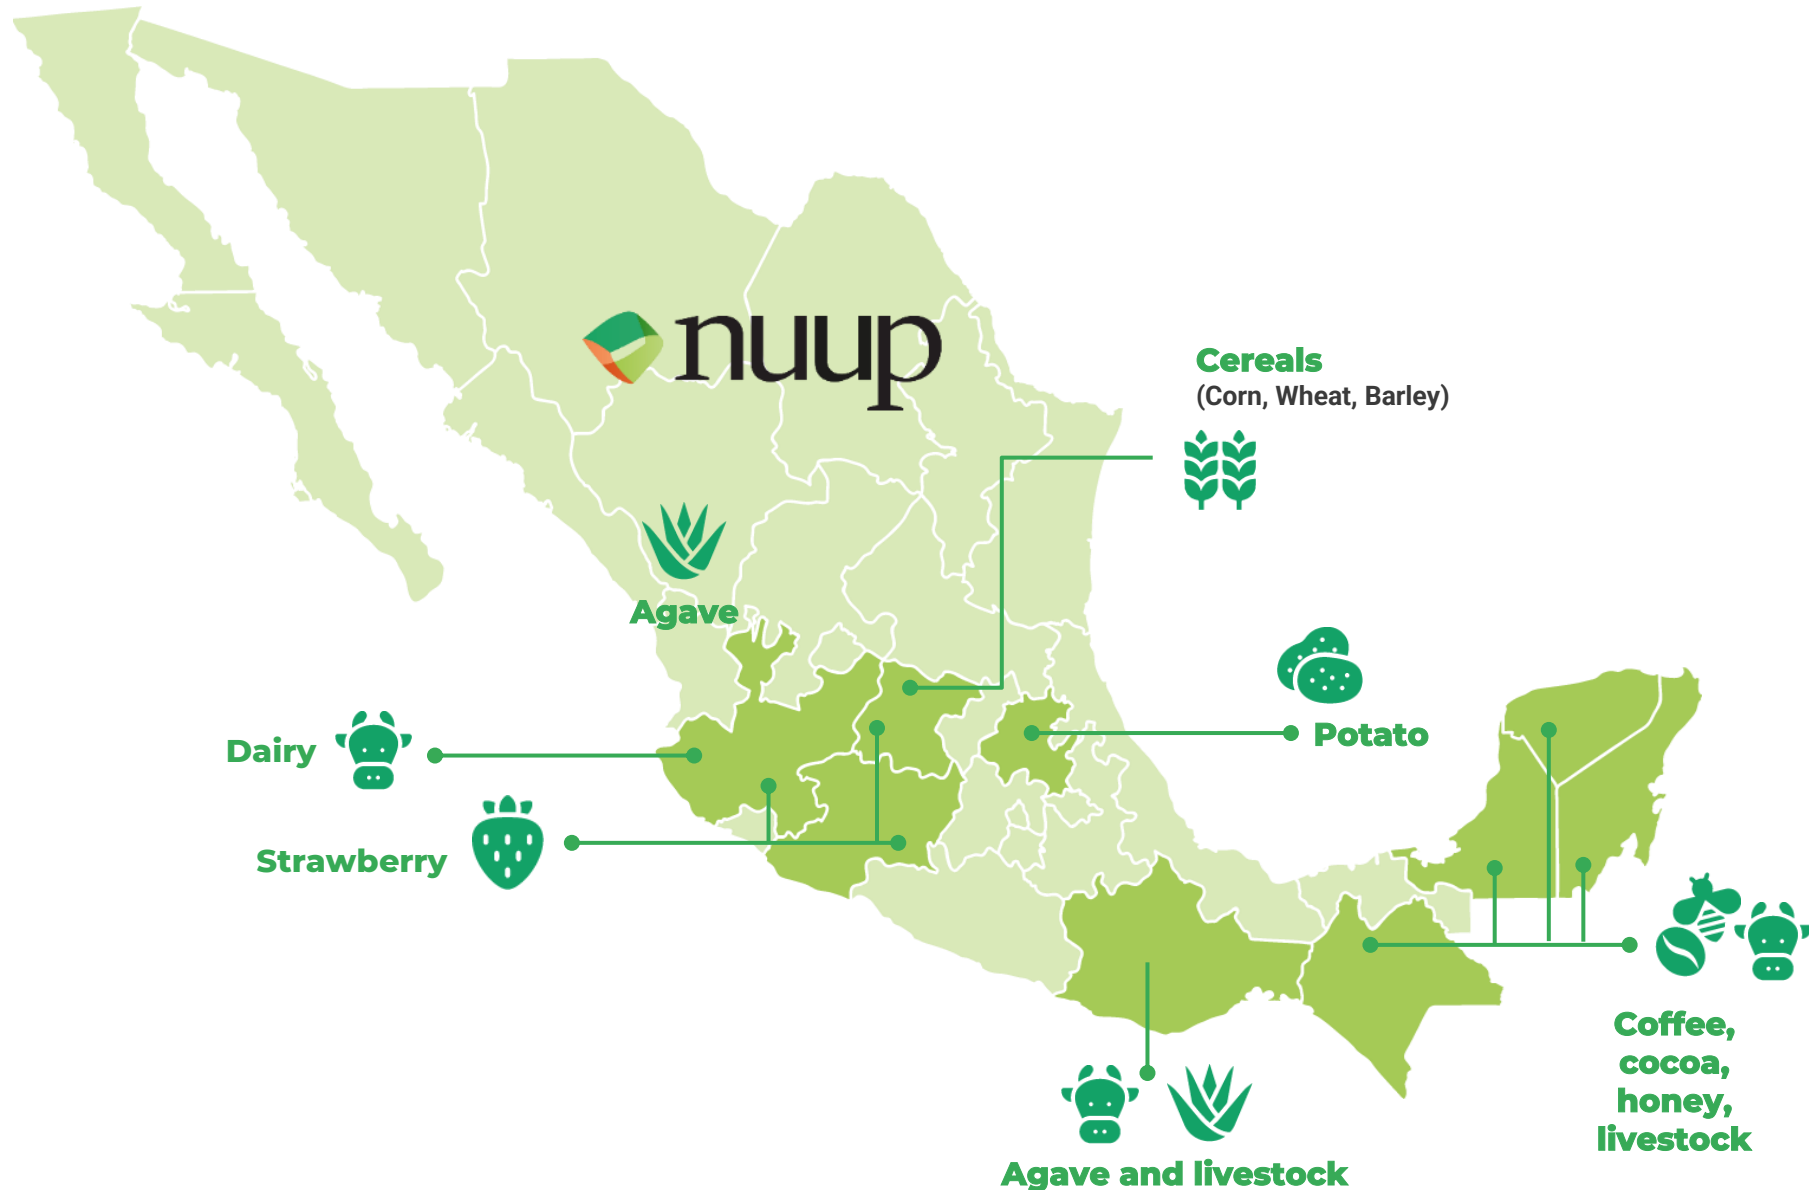 nuup
Cereals
(Corn, Wheat, Barley)
Agave
Potato
Dairy
Strawberry
Coffee,
cocoa,
honey,
livestock
Agave and livestock